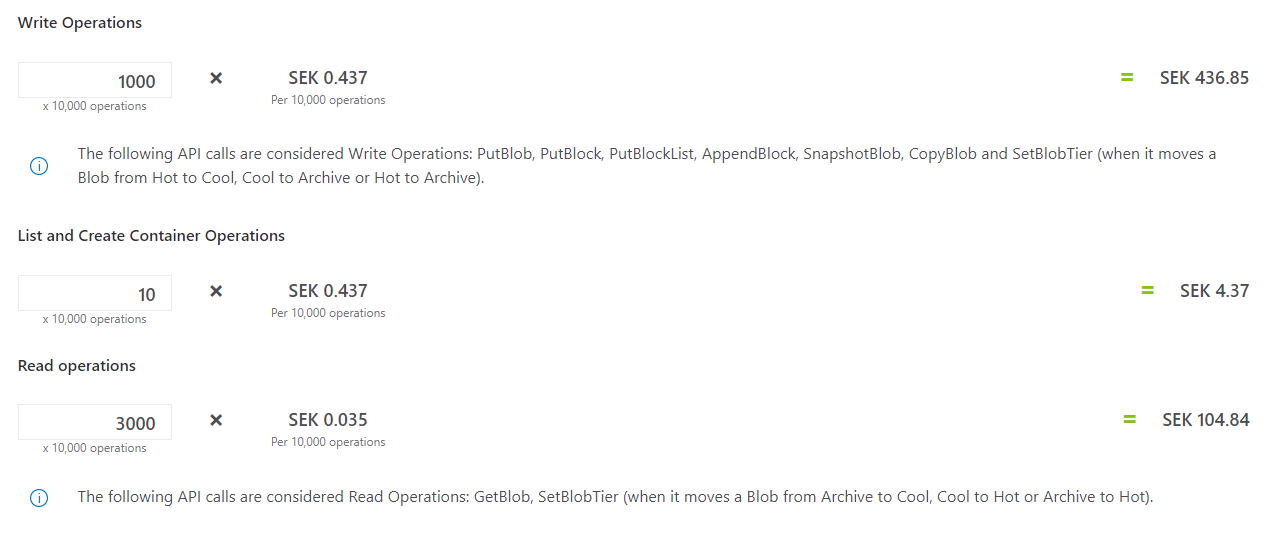 Write Operations
1000 × SEK 0.437 = SEK 436.85
x 10,000 operations Per 10,000 operations
The following API calls are considered Write Operations: PutBlob, PutBlock, PutBlockList, AppendBlock, SnapshotBlob, CopyBlob and SetBlobTier (when it moves a
Blob from Hot to Cool, Cool to Archive or Hot to Archive).
List and Create Container Operations
10 × SEK 0.437 = SEK 4.37
x 10,000 operations Per 10,000 operations
Read operations
3000 × SEK 0.035 = SEK 104.84
x 10,000 operations Per 10,000 operations
The following API calls are considered Read Operations: GetBlob, SetBlobTier (when it moves a Blob from Archive to Cool, Cool to Hot or Archive to Hot).